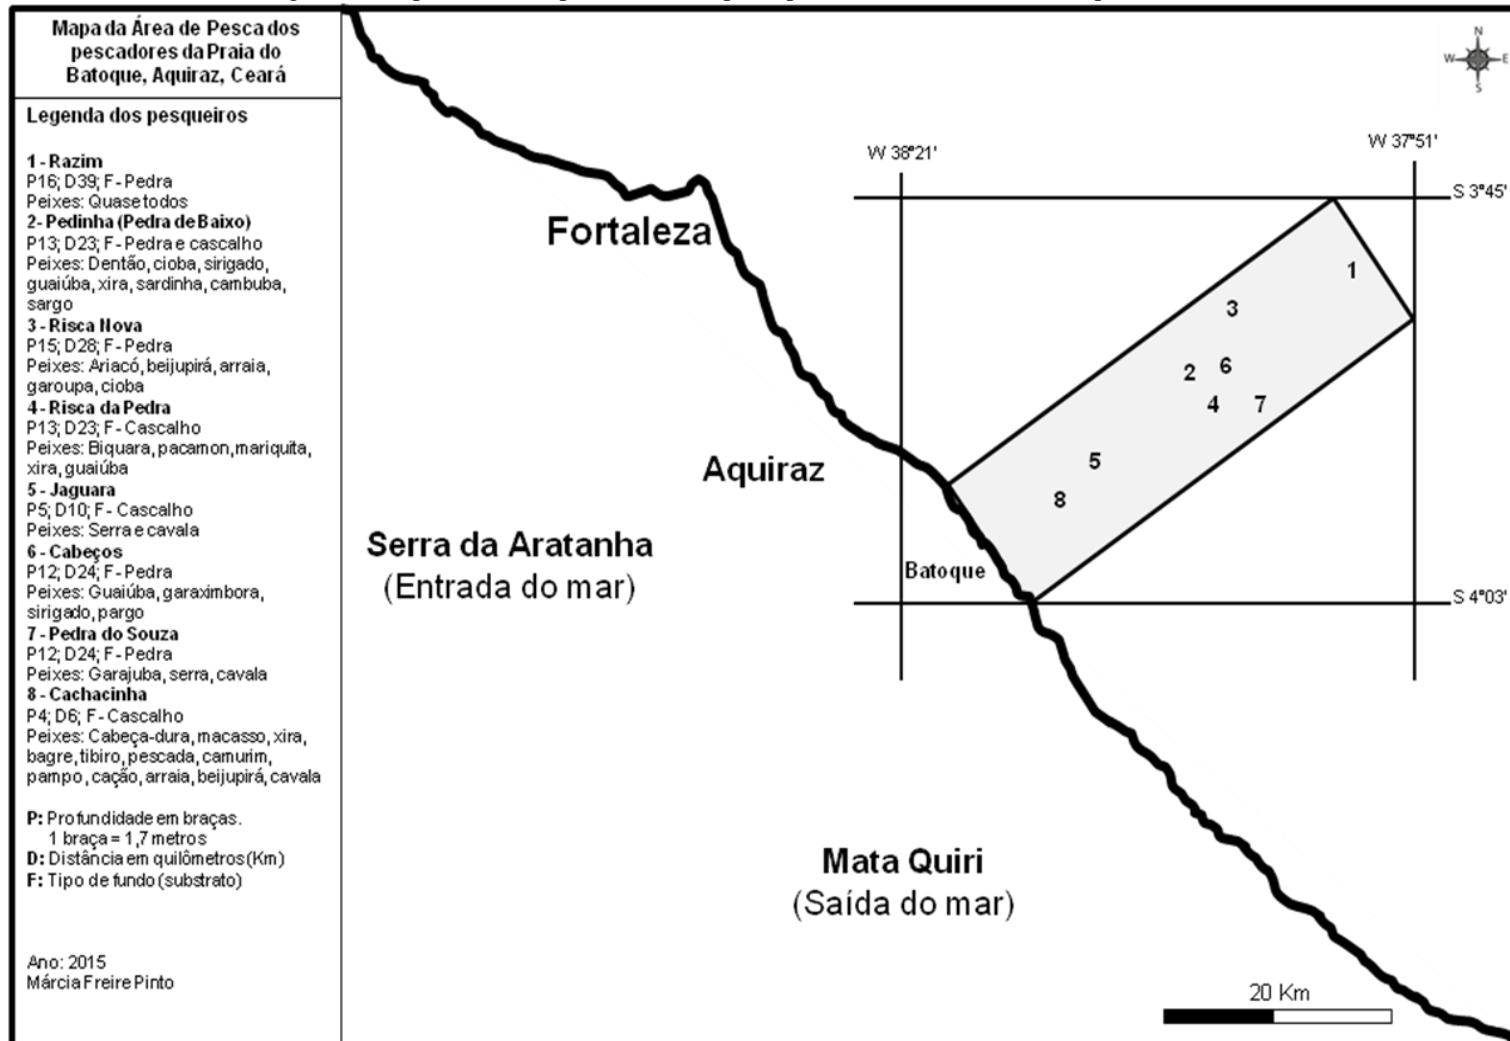 Mapa da Área de Pesca dos
pescadores da Praia do
Batoque, Aquiraz, Ceará
Legenda dos pesqueiros
1 - Razim
P16; D39; F - Pedra
Peixes: Quase todos
2- Pedinha (Pedra de Baixo)
P13; D23; F - Pedra e cascalho
Peixes: Dentão, cioba, sirigado,
guaiúba, xira, sardinha, cambuba,
sargo
3 - Risca Nova
P15; D28; F - Pedra
Peixes: Ariacó, beijupirá, arraia,
garoupa, cioba
4 - Risca da Pedra
P13; D23; F - Cascalho
Peixes: Biquara, pacamon, mariquita,
xira, guaiúba
5 - Jaguara
P5; D10; F - Cascalho
Peixes: Serra e cavala
6 - Cabeços
P12; D24; F - Pedra
Peixes: Guaiúba, garaximbora,
sirigado, pargo
7 - Pedra do Souza
P12; D24; F - Pedra
Peixes: Garajuba, serra, cavala
8 - Cachacinha
P4; D6; F - Cascalho
Peixes: Cabeça-dura, macasso, xira,
bagre, tibiro, pescada, camurim,
pampo, cação, arraia, beijupirá, cavala
P: Profundidade em braças.
1 braça = 1,7 metros
D: Distância em quilômetros (Km)
F: Tipo de fundo (substrato)
Ano: 2015
Márcia Freire Pinto
N
W
E
S
W 38°21'
W 37°51'
S 3°45'
Fortaleza
1
3
2
6
4
7
5
8
Aquiraz
Serra da Aratanha
(Entrada do mar)
Batoque
S 4°03'
Mata Quiri
(Saída do mar)
20 Km